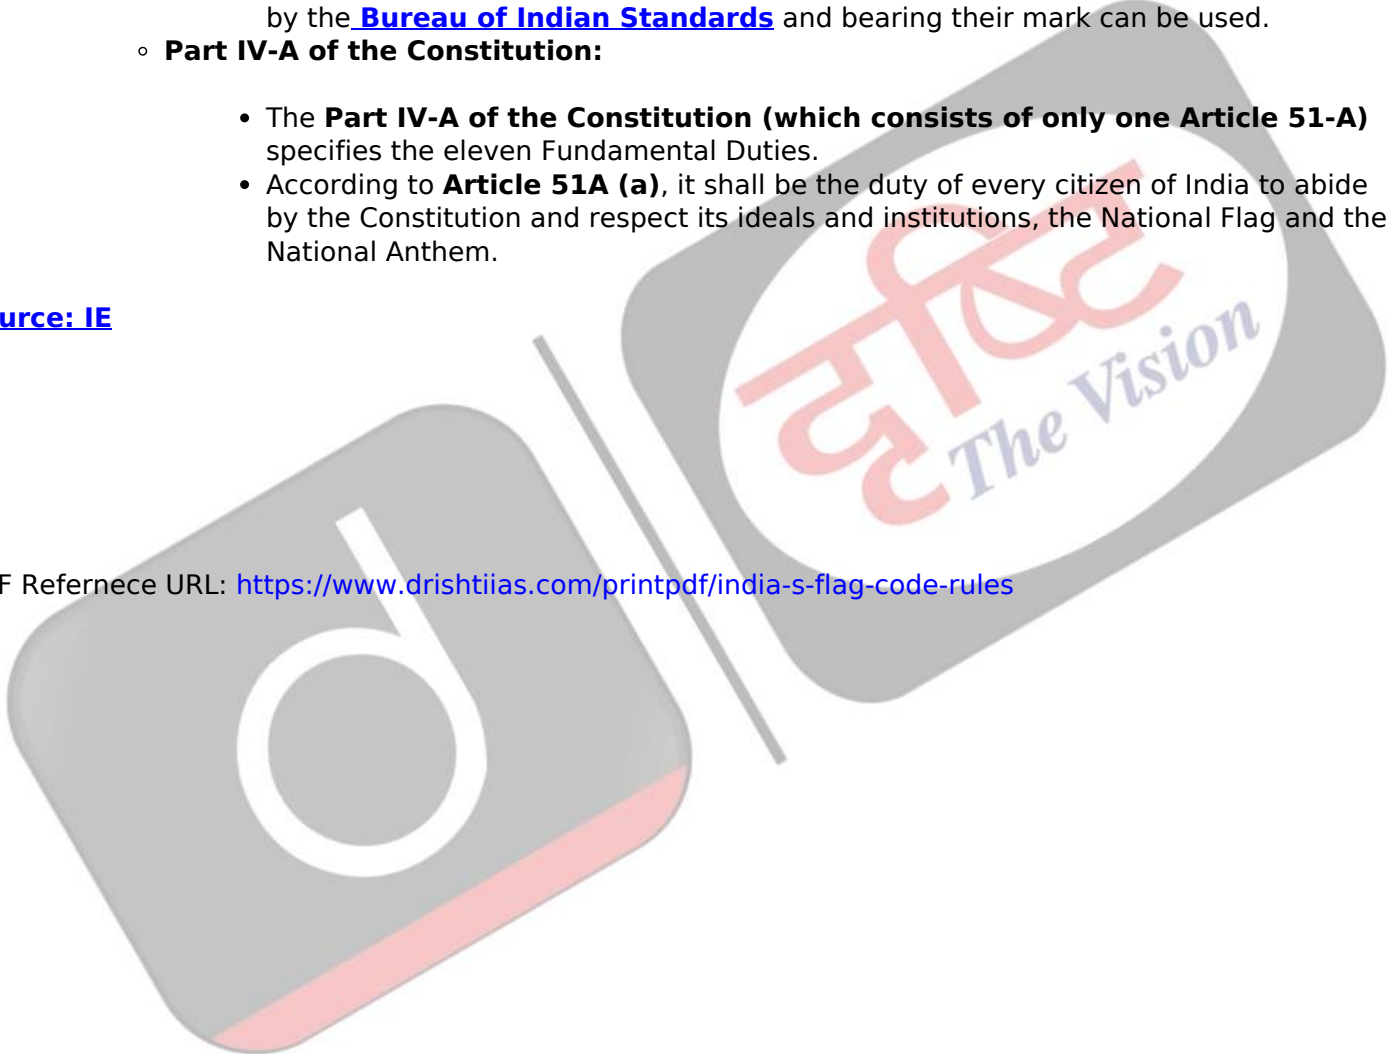 by the Bureau of Indian Standards and bearing their mark can be used.
Part IV-A of the Constitution:
The Part IV-A of the Constitution (which consists of only one Article 51-A)
specifies the eleven Fundamental Duties.
According to Article 51A (a), it shall be the duty of every citizen of India to abide
by the Constitution and respect its ideals and institutions, the National Flag and the
National Anthem.
urce: IE
F Refernece URL: https://www.drishtiias.com/printpdf/india-s-flag-code-rules
दृष्टि
The Vision
d